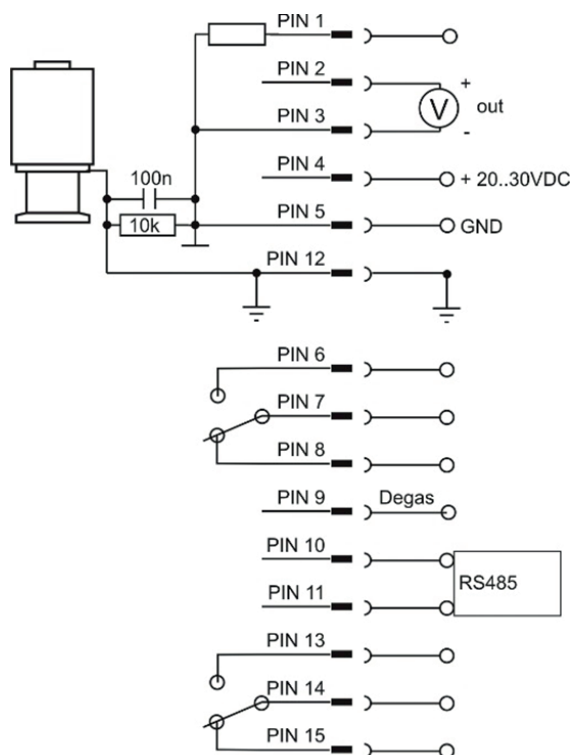 PIN 1
PIN 2
+
V
out
PIN 3
-
PIN 4
+ 20..30VDC
100n
10k
PIN 5
GND
PIN 12
PIN 6
PIN 7
PIN 8
PIN 9
Degas
PIN 10
RS485
PIN 11
PIN 13
PIN 14
PIN 15